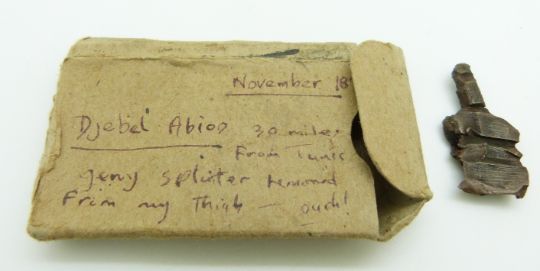 November 18
Djebel Abiod 30 miles
From Tunis
Jerry splinter removed
From my Thigh — ouch!